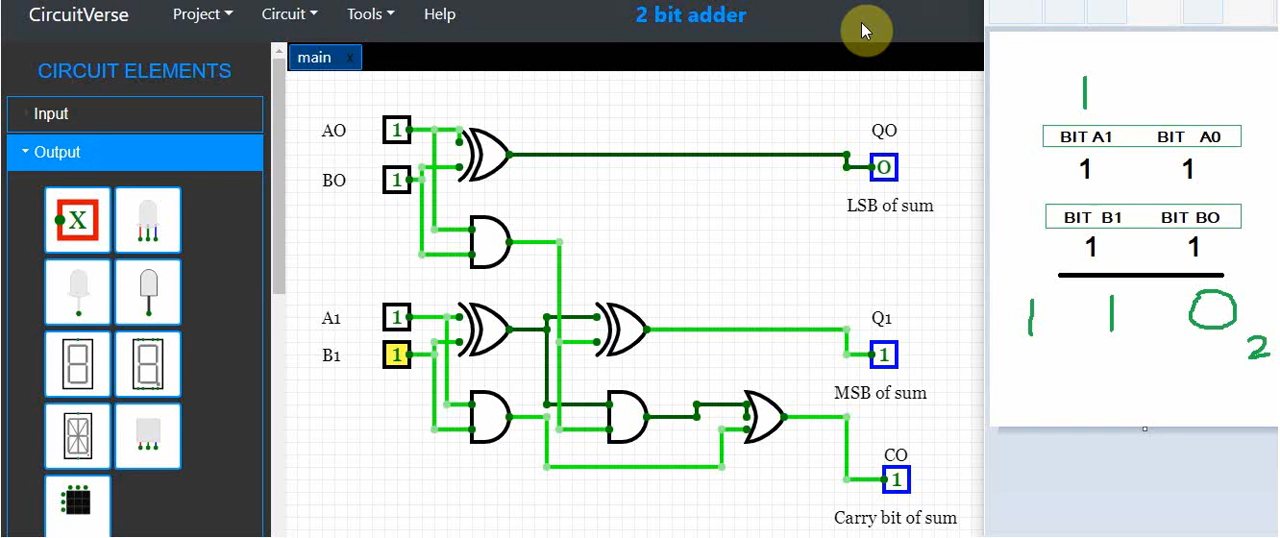 CircuitVerse Project Circuit Tools Help 2 bit adder
main x
CIRCUIT ELEMENTS
Input
Output
X
AO 1
BO 1
QO
0
LSB of sum
A1 1
B1 1
Q1
1
MSB of sum
CO
1
Carry bit of sum
1
BIT A1 BIT A0
1 1
BIT B1 BIT BO
1 1
1 1 0 2